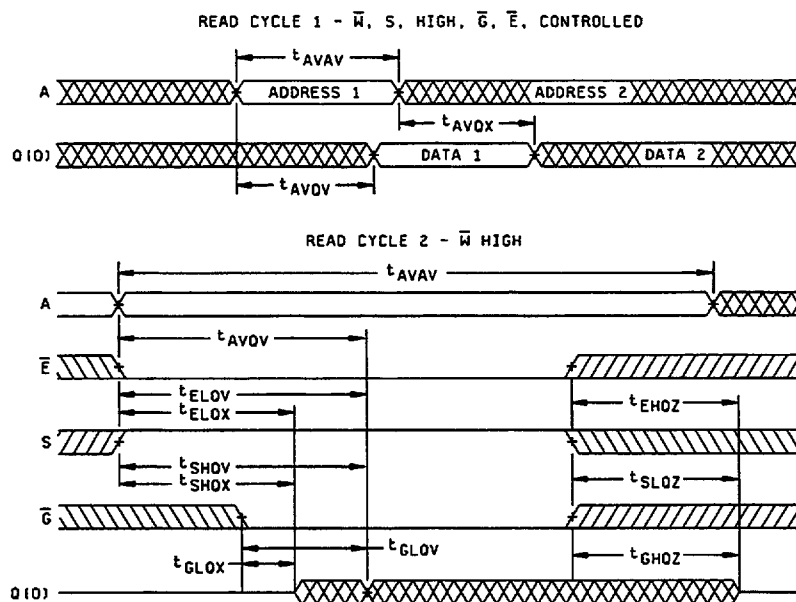 READ CYCLE 1 - W̅, S, HIGH, G̅, E̅, CONTROLLED
tAVAV
A ADDRESS 1 ADDRESS 2
tAVQX
Q(O) DATA 1 DATA 2
tAVQV
READ CYCLE 2 - W̅ HIGH
tAVAV
A
tAVQV
E̅
tELQV
tELQX tEHQZ
S
tSHQV
tSHQX tSLQZ
G̅
tGLQV
tGLQX tGHQZ
Q(O)